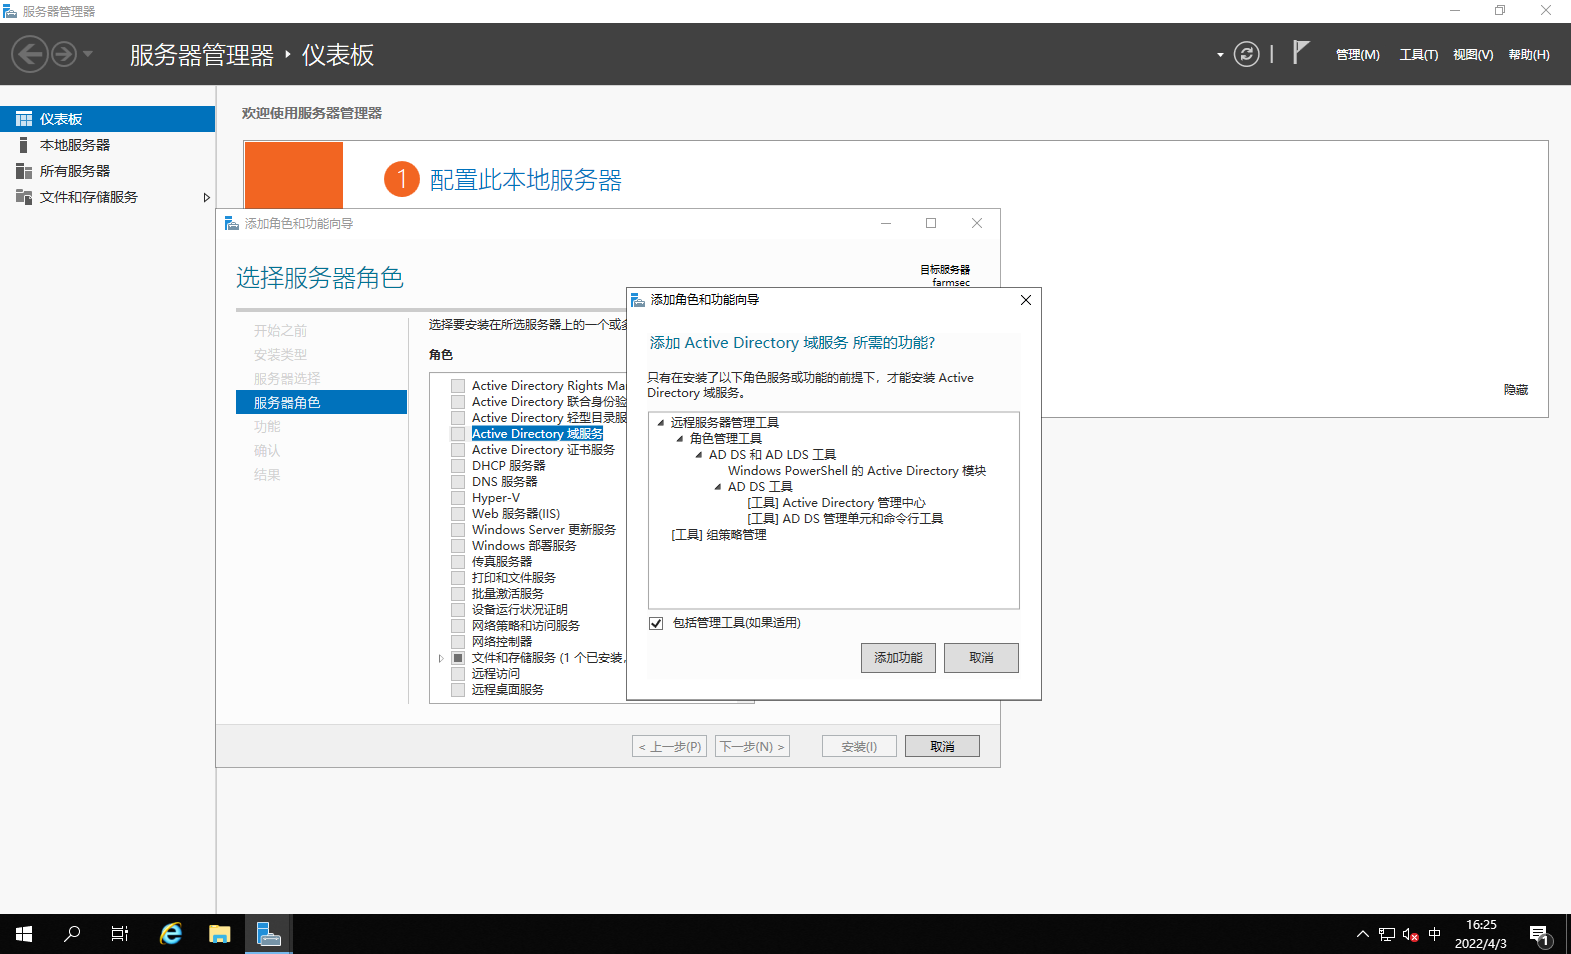 服务器管理器
服务器管理器 · 仪表板
管理(M) 工具(T) 视图(V) 帮助(H)
仪表板
本地服务器
所有服务器
文件和存储服务
欢迎使用服务器管理器
1 配置此本地服务器
隐藏
添加角色和功能向导
选择服务器角色
目标服务器
farmsec
开始之前
安装类型
服务器选择
服务器角色
功能
确认
结果
选择要安装在所选服务器上的一个或多
角色
Active Directory Rights Ma
Active Directory 联合身份验
Active Directory 轻型目录服
Active Directory 域服务
Active Directory 证书服务
DHCP 服务器
DNS 服务器
Hyper-V
Web 服务器(IIS)
Windows Server 更新服务
Windows 部署服务
传真服务器
打印和文件服务
批量激活服务
设备运行状况证明
网络策略和访问服务
网络控制器
文件和存储服务 (1 个已安装，
远程访问
远程桌面服务
< 上一步(P) 下一步(N) > 安装(I) 取消
添加角色和功能向导
添加 Active Directory 域服务 所需的功能?
只有在安装了以下角色服务或功能的前提下，才能安装 Active
Directory 域服务。
远程服务器管理工具
角色管理工具
AD DS 和 AD LDS 工具
Windows PowerShell 的 Active Directory 模块
AD DS 工具
[工具] Active Directory 管理中心
[工具] AD DS 管理单元和命令行工具
[工具] 组策略管理
包括管理工具(如果适用)
添加功能 取消
中
16:25
2022/4/3
1